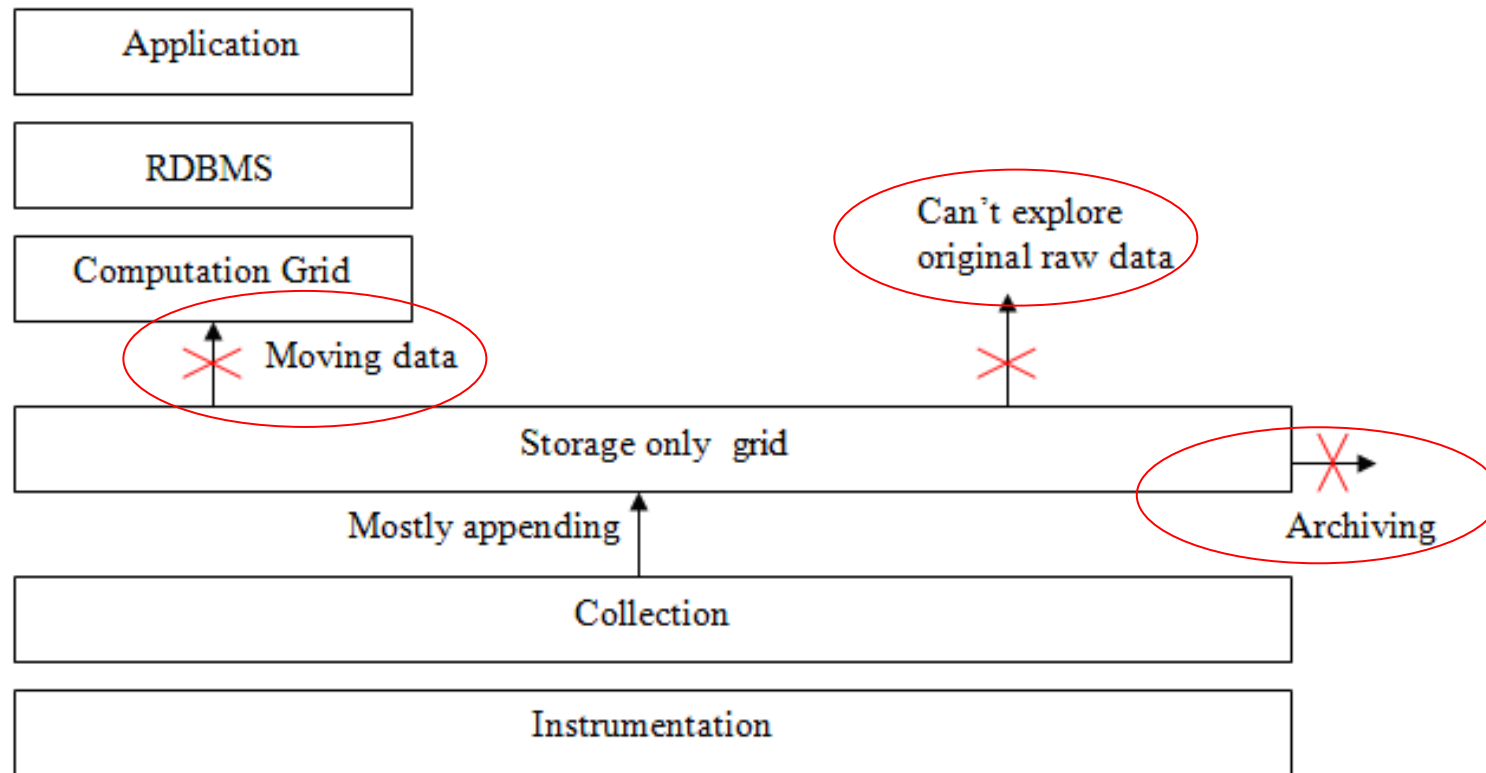 Application
RDBMS
Can't explore
original raw data
Computation Grid
Moving data
Storage only grid
Mostly appending
Archiving
Collection
Instrumentation